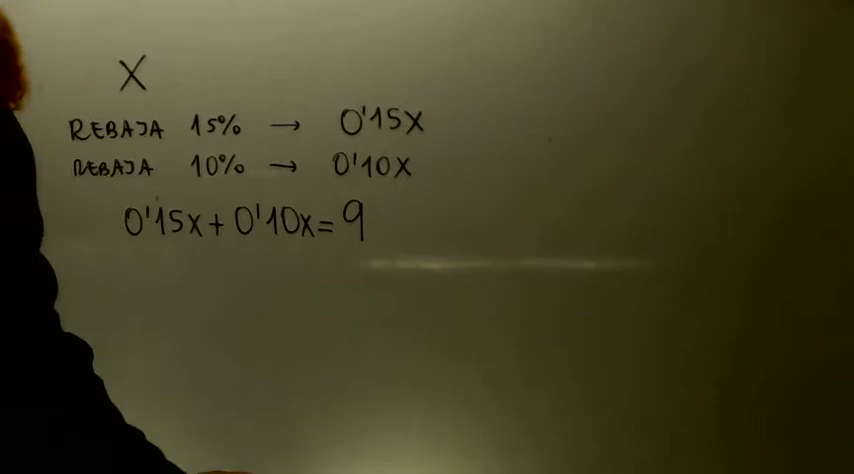 X
REBAJA 15% → 0'15X
REBAJA 10% → 0'10X
0'15X + 0'10X = 9